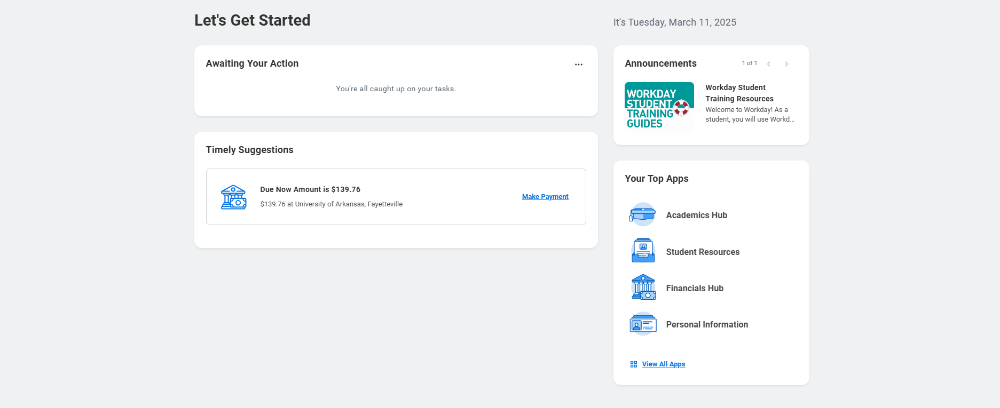 Let's Get Started
It's Tuesday, March 11, 2025
Awaiting Your Action
You're all caught up on your tasks.
Timely Suggestions
Due Now Amount is $139.76
$139.76 at University of Arkansas, Fayetteville
Make Payment
Announcements
1 of 1
WORKDAY
STUDENT
TRAINING
GUIDES
Workday Student
Training Resources
Welcome to Workday! As a
student, you will use Workd...
Your Top Apps
Academics Hub
Student Resources
Financials Hub
Personal Information
View All Apps